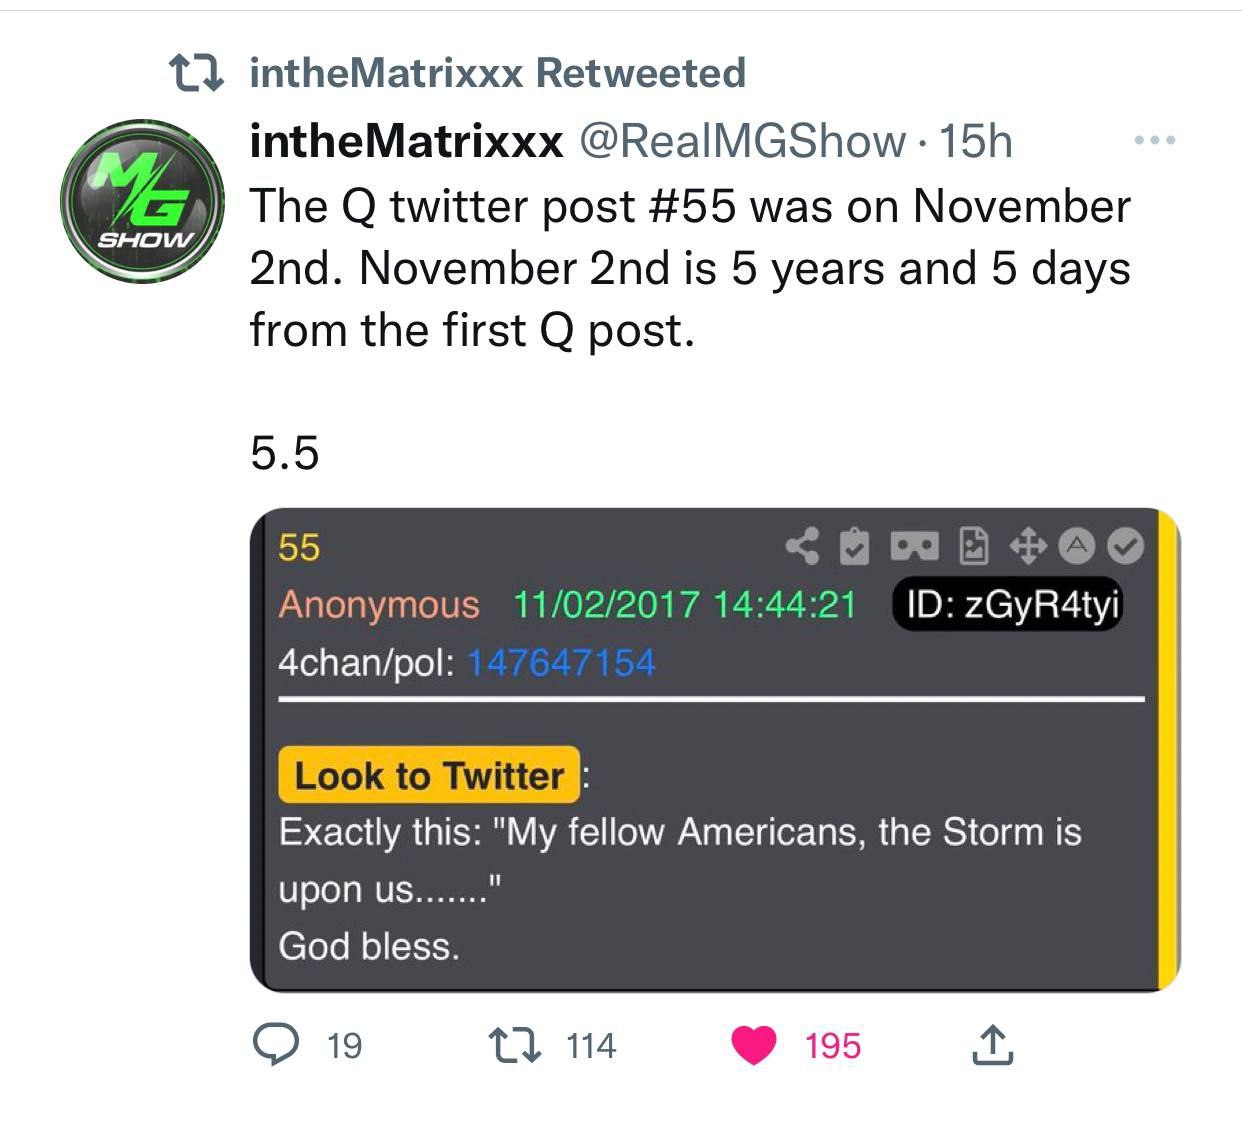 intheMatrixxx Retweeted
intheMatrixxx @RealMGShow · 15h
MG
SHOW
The Q twitter post #55 was on November
2nd. November 2nd is 5 years and 5 days
from the first Q post.
5.5
55
Anonymous 11/02/2017 14:44:21 ID: zGyR4tyi
4chan/pol: 147647154
Look to Twitter:
Exactly this: "My fellow Americans, the Storm is
upon us......."
God bless.
19 114 195